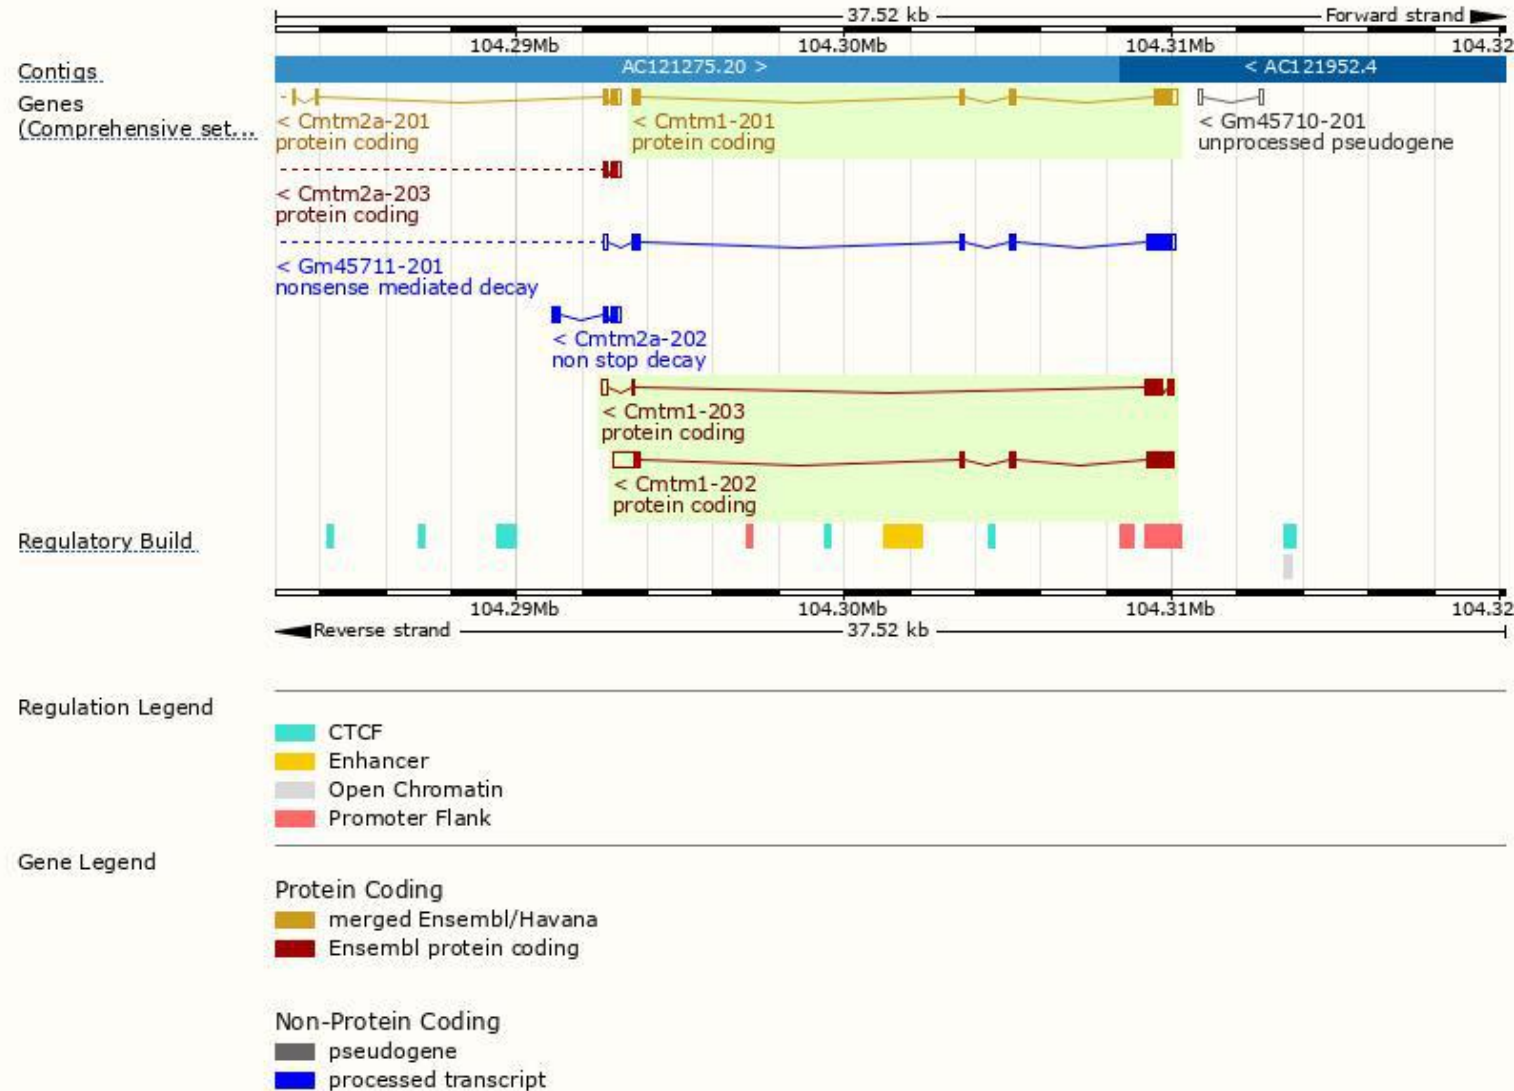 37.52 kb Forward strand
104.29Mb 104.30Mb 104.31Mb 104.32
Contigs AC121275.20 > < AC121952.4
Genes
(Comprehensive set...
< Cmtm2a-201 < Cmtm1-201 < Gm45710-201
protein coding protein coding unprocessed pseudogene
< Cmtm2a-203
protein coding
< Gm45711-201
nonsense mediated decay
< Cmtm2a-202
non stop decay
< Cmtm1-203
protein coding
< Cmtm1-202
protein coding
Regulatory Build
104.29Mb 104.30Mb 104.31Mb 104.32
Reverse strand 37.52 kb
Regulation Legend
CTCF
Enhancer
Open Chromatin
Promoter Flank
Gene Legend
Protein Coding
merged Ensembl/Havana
Ensembl protein coding
Non-Protein Coding
pseudogene
processed transcript